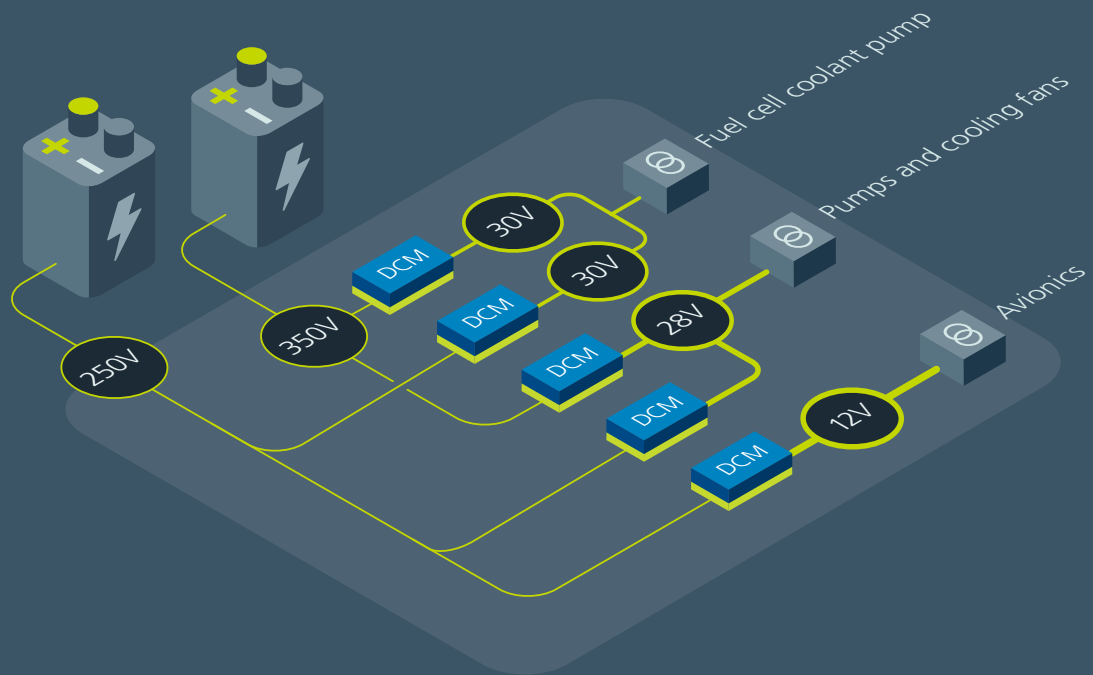 Fuel cell coolant pump
Pumps and cooling fans
Avionics
30V
DCM
30V
350V
DCM
28V
250V
DCM
DCM
12V
DCM